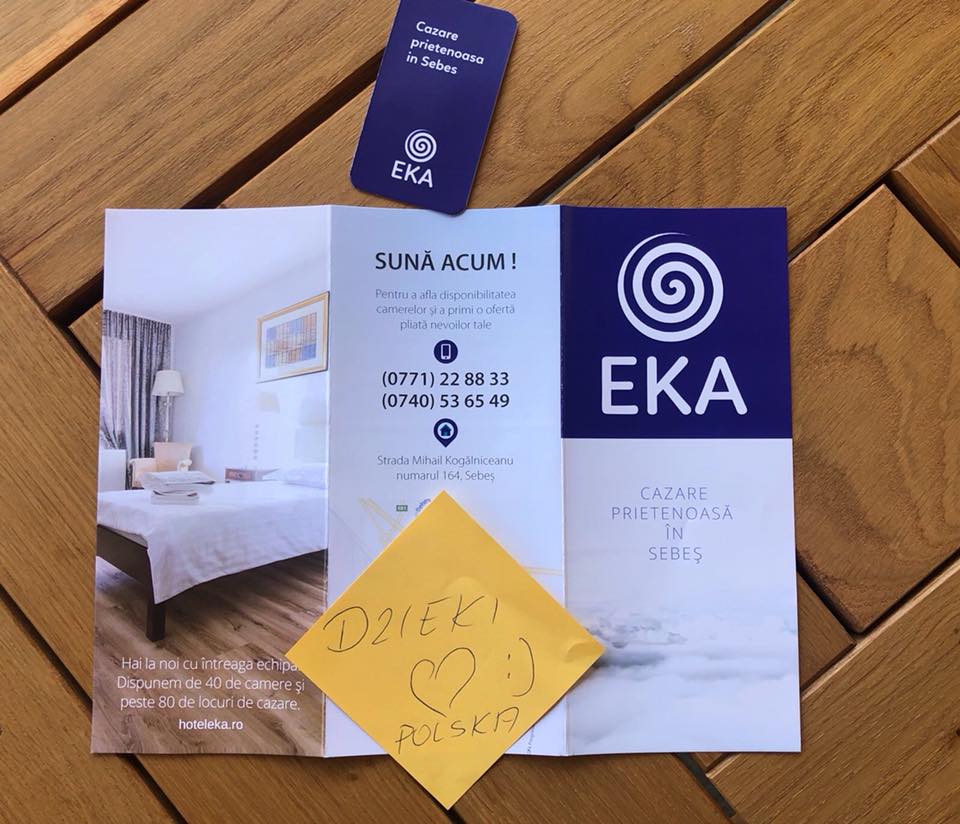 Cazare
prietenoasa
in Sebes
EKA
Hai la noi cu întreaga echipa
Dispunem de 40 de camere și
peste 80 de locuri de cazare.
hoteleka.ro
SUNĂ ACUM !
Pentru a afla disponibilitatea
camerelor și a primi o ofertă
pliată nevoilor tale
(0771) 22 88 33
(0740) 53 65 49
Strada Mihail Kogălniceanu
numarul 164, Sebeș
DZIEKI
:)
POLSKA
EKA
CAZARE
PRIETENOASĂ
ÎN
SEBEȘ